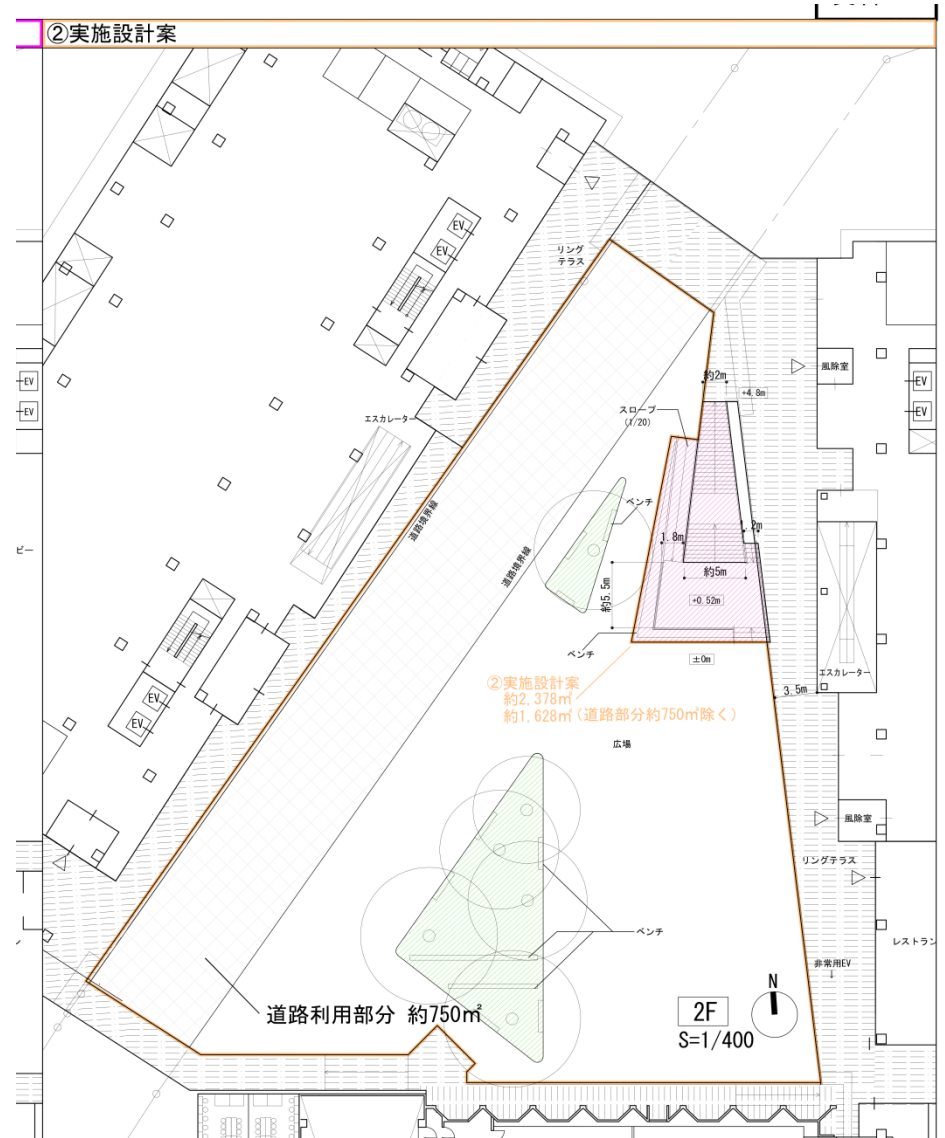 ②実施設計案
EV
EV
リング
テラス
風除室
約2m
+4.8m
EV
EV
EV
EV
スロープ
(1/20)
エスカレーター
ベンチ
道路境界線
道路境界線
1.2m
1.8m
約5m
約5.5m
+0.52m
ビー
ベンチ
±0m
エスカレーター
EV
EV
②実施設計案
約2,378㎡
約1,628㎡(道路部分約750㎡除く)
3.5m
広場
風除室
リングテラス
ベンチ
レストラン
非常用EV
N
道路利用部分 約750㎡
2F
S=1/400